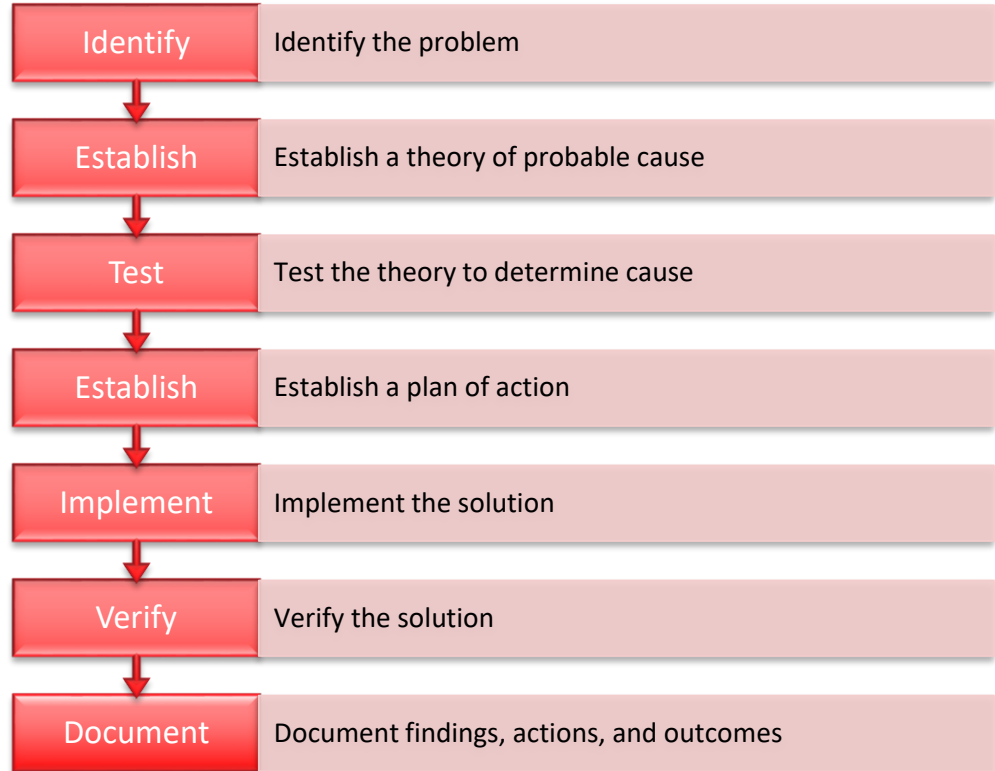 Identify
Identify the problem
Establish
Establish a theory of probable cause
Test
Test the theory to determine cause
Establish
Establish a plan of action
Implement
Implement the solution
Verify
Verify the solution
Document
Document findings, actions, and outcomes